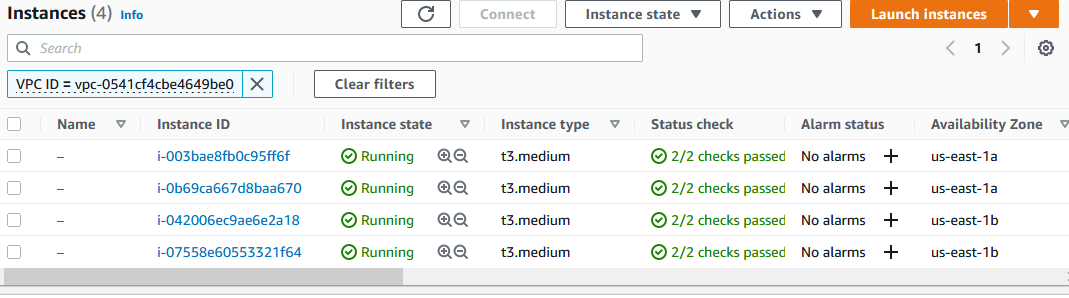 Instances (4) Info Connect Instance state Actions Launch instances
Search 1
VPC ID = vpc-0541cf4cbe4649be0 Clear filters
Name Instance ID Instance state Instance type Status check Alarm status Availability Zone
– i-003bae8fb0c95ff6f Running t3.medium 2/2 checks passed No alarms + us-east-1a
– i-0b69ca667d8baa670 Running t3.medium 2/2 checks passed No alarms + us-east-1a
– i-042006ec9ae6e2a18 Running t3.medium 2/2 checks passed No alarms + us-east-1b
– i-07558e60553321f64 Running t3.medium 2/2 checks passed No alarms + us-east-1b